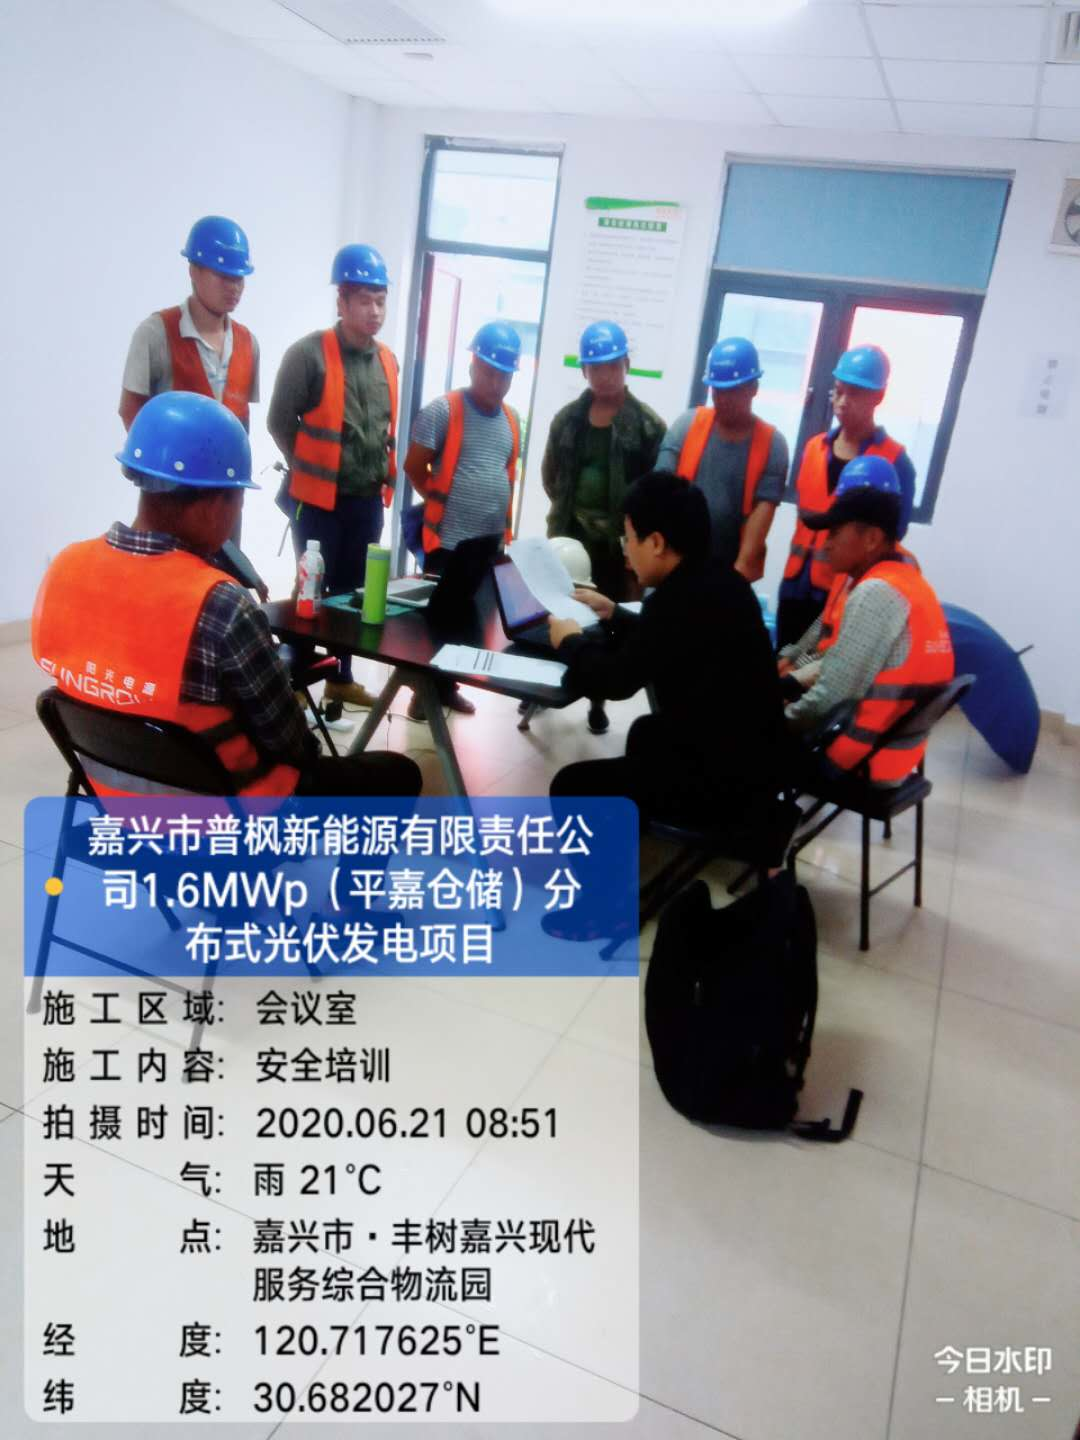 阳光电源
SUNGROW
嘉兴市普枫新能源有限责任公
司1.6MWp（平嘉仓储）分
布式光伏发电项目
施工区域: 会议室
施工内容: 安全培训
拍摄时间: 2020.06.21 08:51
天气: 雨 21°C
地点: 嘉兴市·丰树嘉兴现代
服务综合物流园
经度: 120.717625°E
纬度: 30.682027°N
今日水印
-相机-